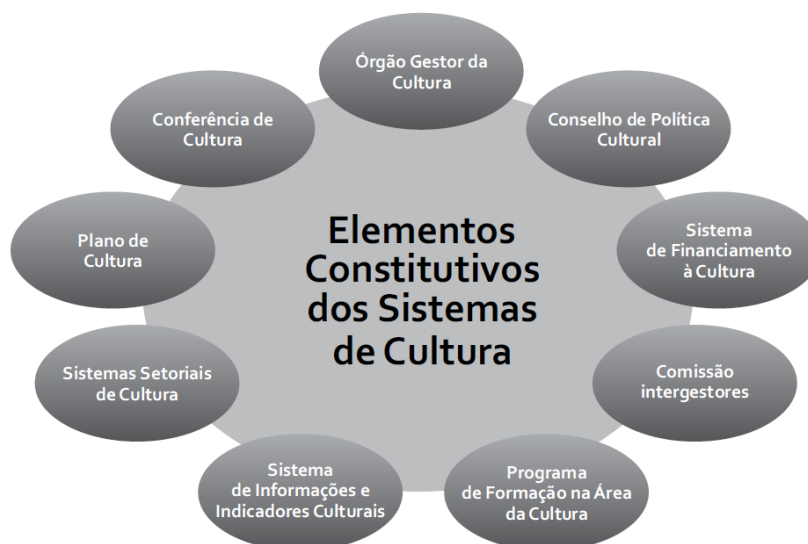 Órgão Gestor da
Cultura
Conferência de
Cultura
Conselho de Política
Cultural
Plano de
Cultura
Elementos
Constitutivos
dos Sistemas
de Cultura
Sistema
de Financiamento
à Cultura
Sistemas Setoriais
de Cultura
Comissão
intergestores
Sistema
de Informações e
Indicadores Culturais
Programa
de Formação na Área
da Cultura